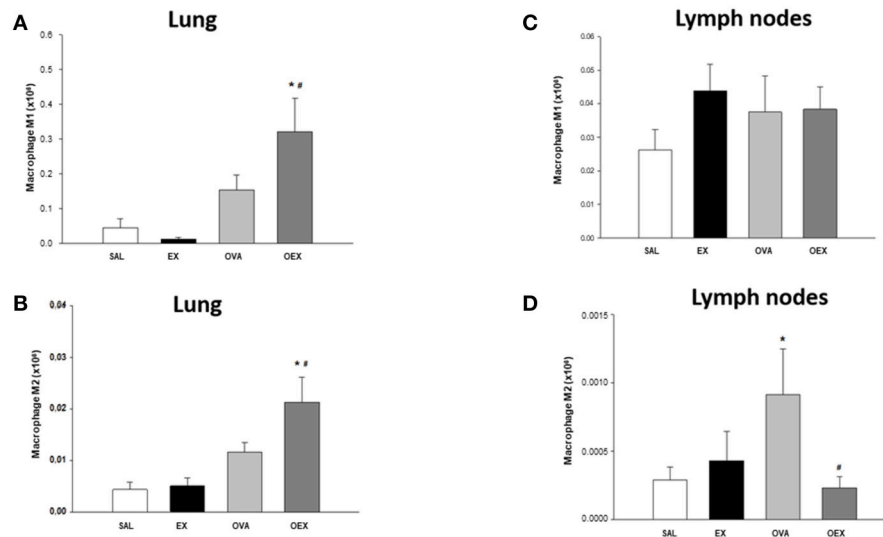 A
Lung
Macrophage M1 (x10⁶)
0.6
0.5
0.4
0.3
0.2
0.1
0.0
* #
SAL EX OVA OEX
C
Lymph nodes
Macrophage M1 (x10⁶)
0.06
0.05
0.04
0.03
0.02
0.01
0.00
SAL EX OVA OEX
B
Lung
Macrophage M2 (x10⁶)
0.04
0.03
0.02
0.01
0.00
* #
SAL EX OVA OEX
D
Lymph nodes
Macrophage M2 (x10⁶)
0.0015
0.0010
0.0005
0.0000
*
#
SAL EX OVA OEX